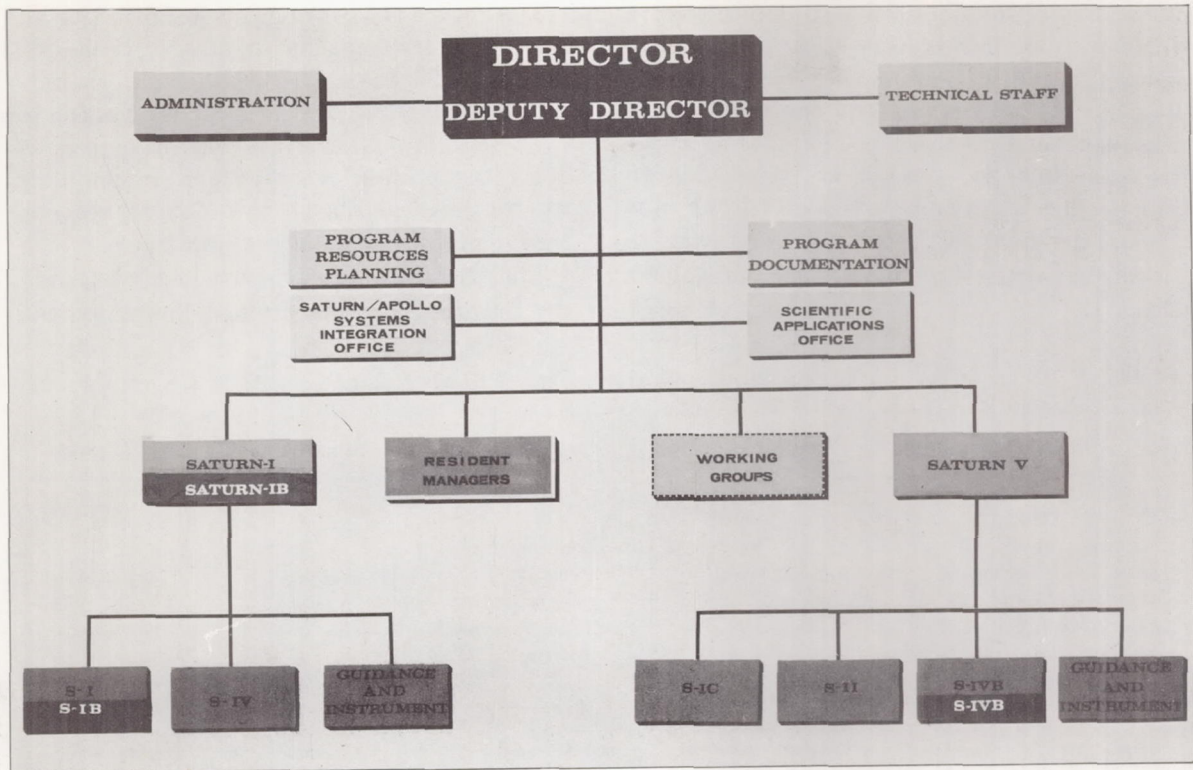 DIRECTOR
DEPUTY DIRECTOR
ADMINISTRATION
TECHNICAL STAFF
PROGRAM
RESOURCES
PLANNING
PROGRAM
DOCUMENTATION
SATURN/APOLLO
SYSTEMS
INTEGRATION
OFFICE
SCIENTIFIC
APPLICATIONS
OFFICE
SATURN-I
SATURN-IB
RESIDENT
MANAGERS
WORKING
GROUPS
SATURN V
S-I
S-IB
S-IV
GUIDANCE
AND
INSTRUMENT
S-IC
S-II
S-IVB
S-IVB
GUIDANCE
AND
INSTRUMENT